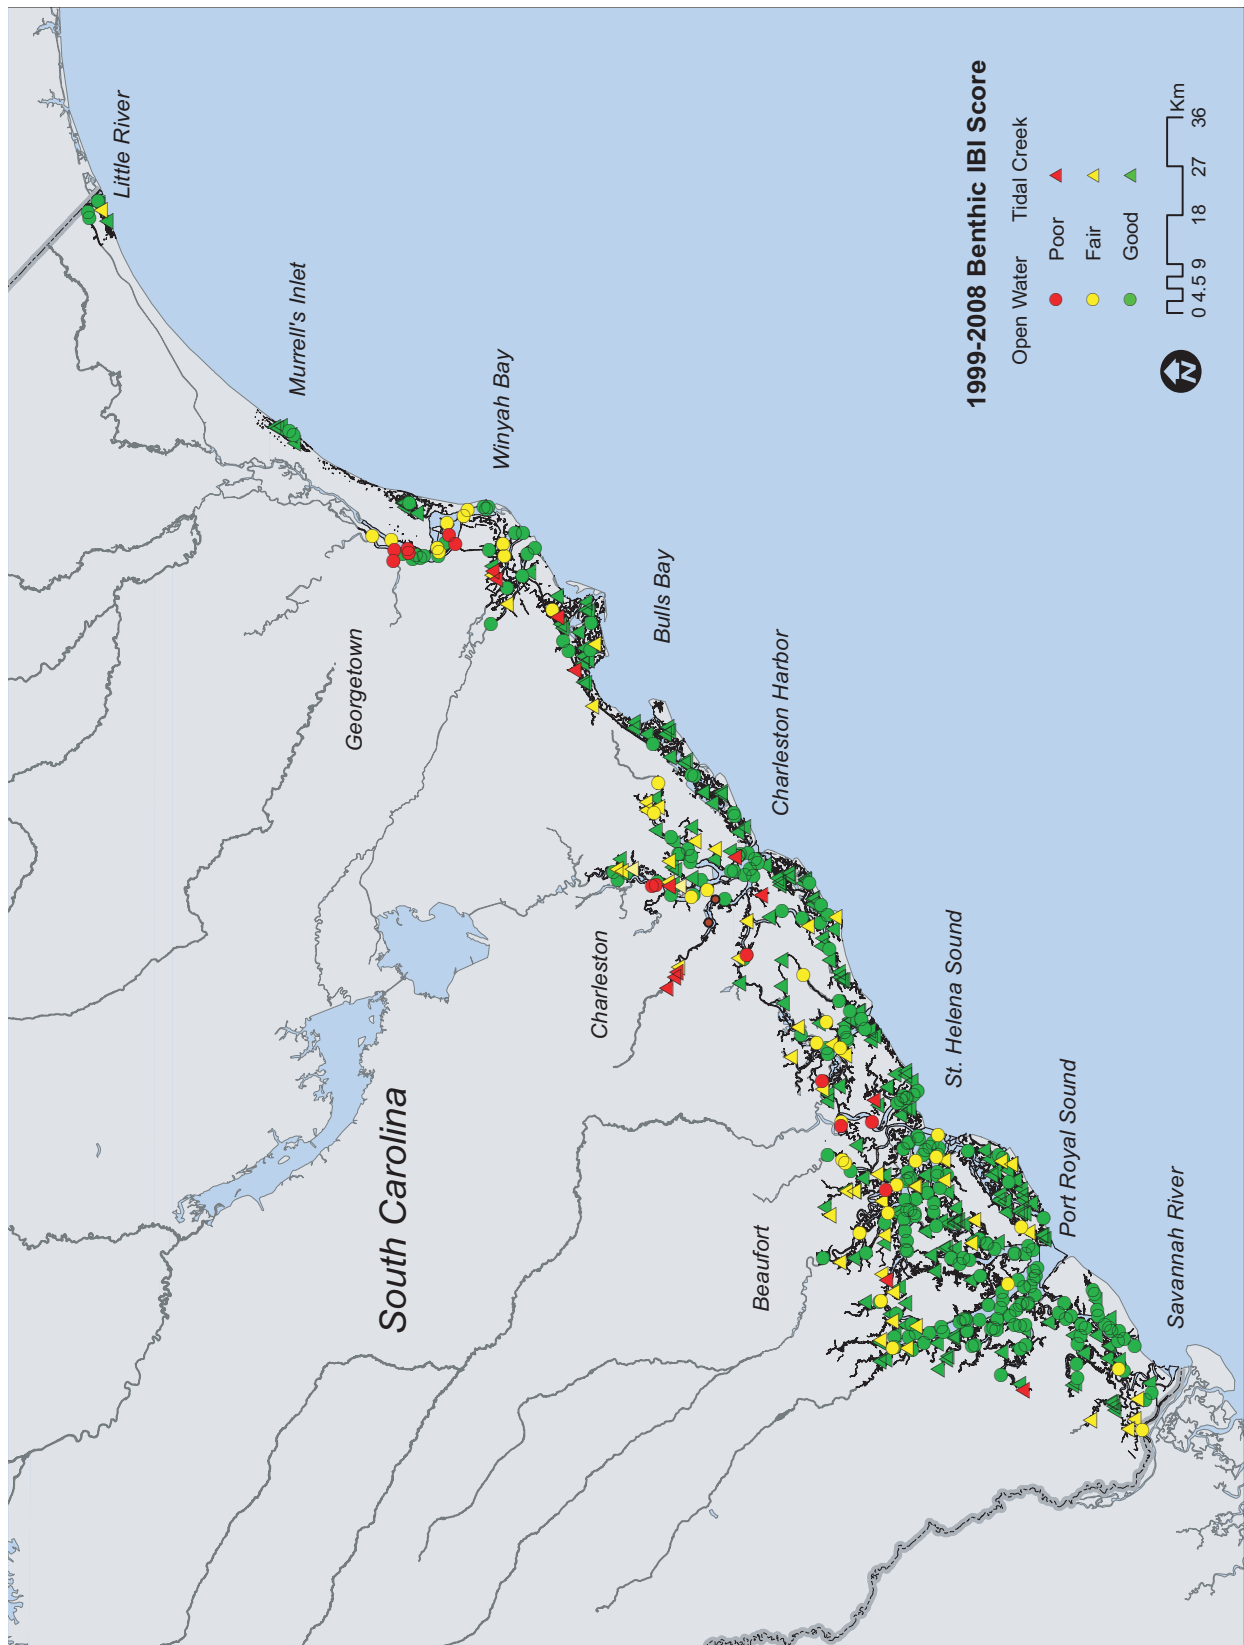 Little River
Murrell's Inlet
Winyah Bay
Georgetown
Bulls Bay
Charleston Harbor
Charleston
South Carolina
St. Helena Sound
Beaufort
Port Royal Sound
Savannah River
1999-2008 Benthic IBI Score
Open Water Tidal Creek
Poor
Fair
Good
N
0 4.5 9 18 27 36
Km